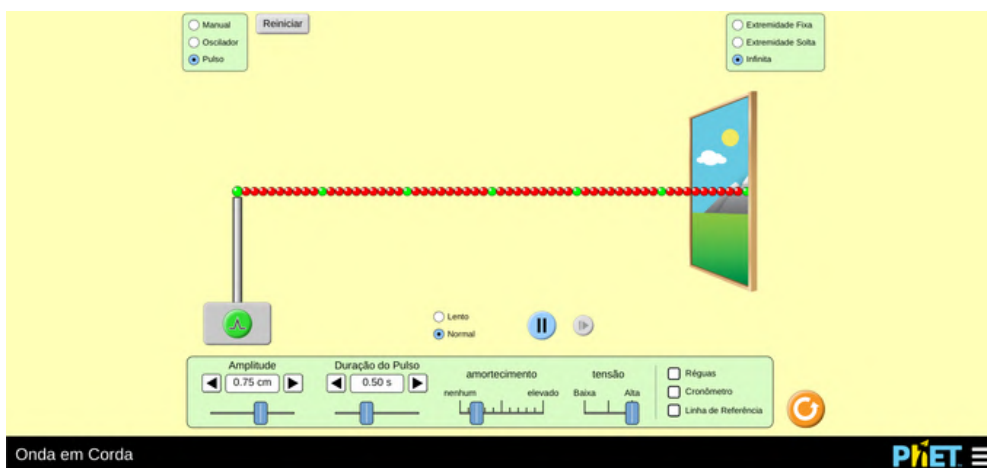 Manual
Oscilador
Pulso
Reiniciar
Extremidade Fixa
Extremidade Solta
Infinita
Lento
Normal
Amplitude
0.75 cm
Duração do Pulso
0.50 s
amortecimento
nenhum elevado
tensão
Baixa Alta
Réguas
Cronômetro
Linha de Referência
Onda em Corda
PhET